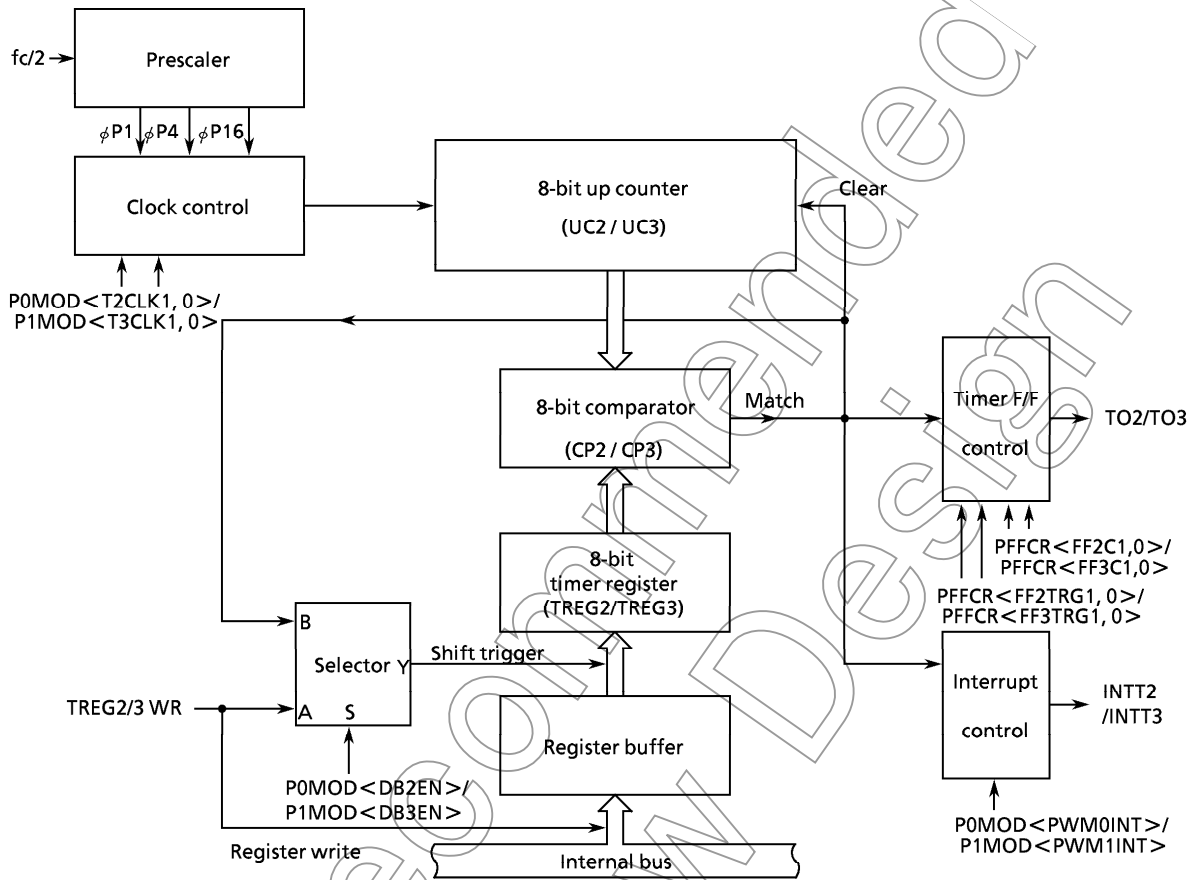 fc/2
Prescaler
ϕP1 ϕP4 ϕP16
Clock control
P0MOD<T2CLK1, 0>/
P1MOD<T3CLK1, 0>
8-bit up counter
(UC2 / UC3)
Clear
8-bit comparator
(CP2 / CP3)
Match
Timer F/F
control
TO2/TO3
PFFCR<FF2C1,0>/
PFFCR<FF3C1,0>
PFFCR<FF2TRG1, 0>/
PFFCR<FF3TRG1, 0>
8-bit
timer register
(TREG2/TREG3)
B
Selector Y
A S
Shift trigger
TREG2/3 WR
P0MOD<DB2EN>/
P1MOD<DB3EN>
Register buffer
Register write
Internal bus
Interrupt
control
INTT2
/INTT3
P0MOD<PWM0INT>/
P1MOD<PWM1INT>
ecommended
w Design